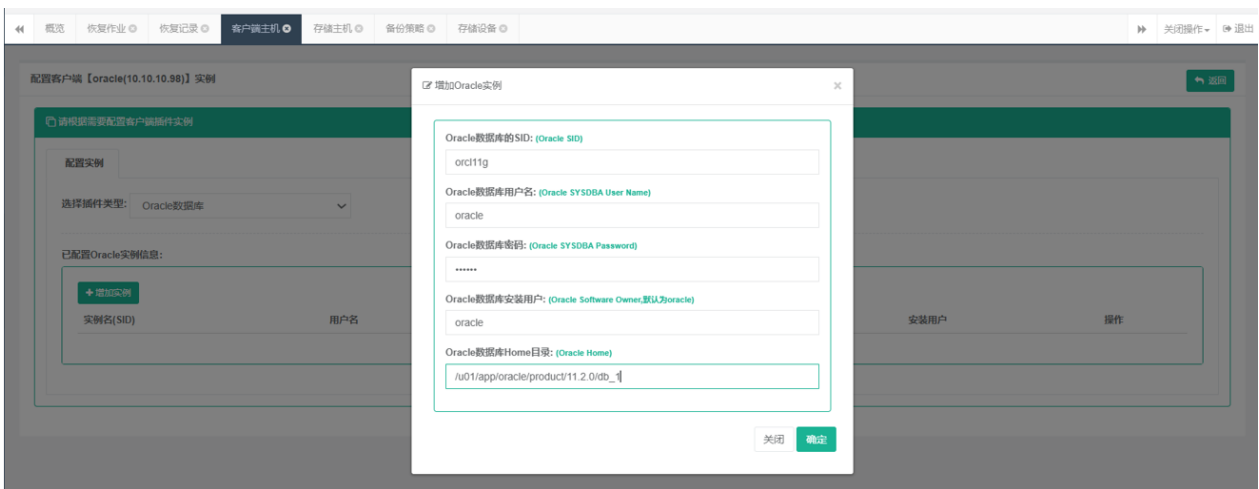 概览 恢复作业 恢复记录 客户端主机 存储主机 备份策略 存储设备 关闭操作 退出
配置客户端【oracle(10.10.10.98)】实例
返回
请根据需要配置客户端插件实例
配置实例
选择插件类型: Oracle数据库
已配置Oracle实例信息:
+增加实例
实例名(SID) 用户名 安装用户 操作
增加Oracle实例 ×
Oracle数据库的SID: (Oracle SID)
orcl11g
Oracle数据库用户名: (Oracle SYSDBA User Name)
oracle
Oracle数据库密码: (Oracle SYSDBA Password)
••••••
Oracle数据库安装用户: (Oracle Software Owner,默认为oracle)
oracle
Oracle数据库Home目录: (Oracle Home)
/u01/app/oracle/product/11.2.0/db_1
关闭 确定